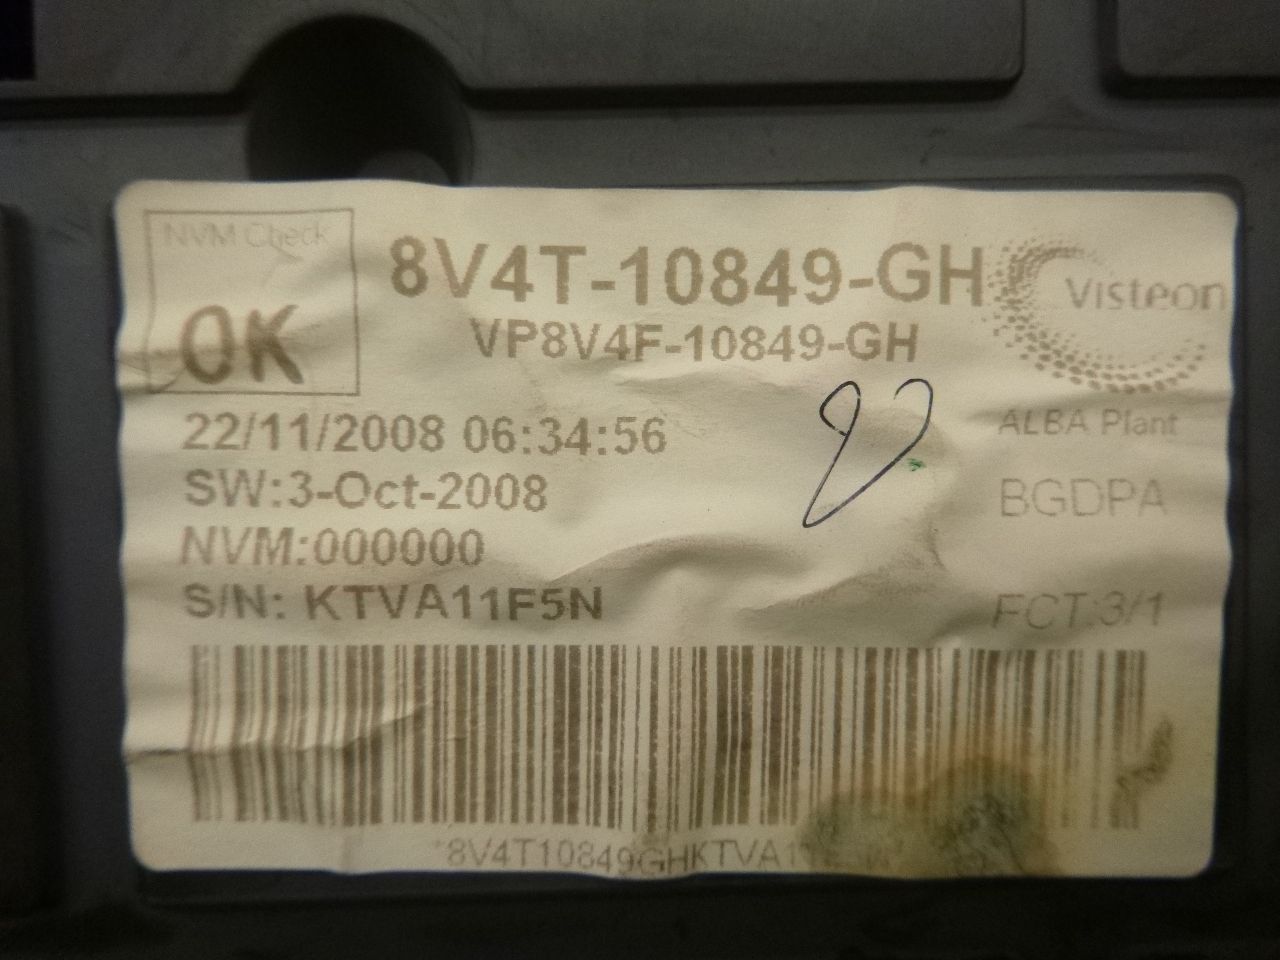 NVM Check
OK
8V4T-10849-GH
VP8V4F-10849-GH
Visteon
22/11/2008 06:34:56
SW:3-Oct-2008
NVM:000000
S/N: KTVA11F5N
ALBA Plant
BGDPA
FCT:3/1